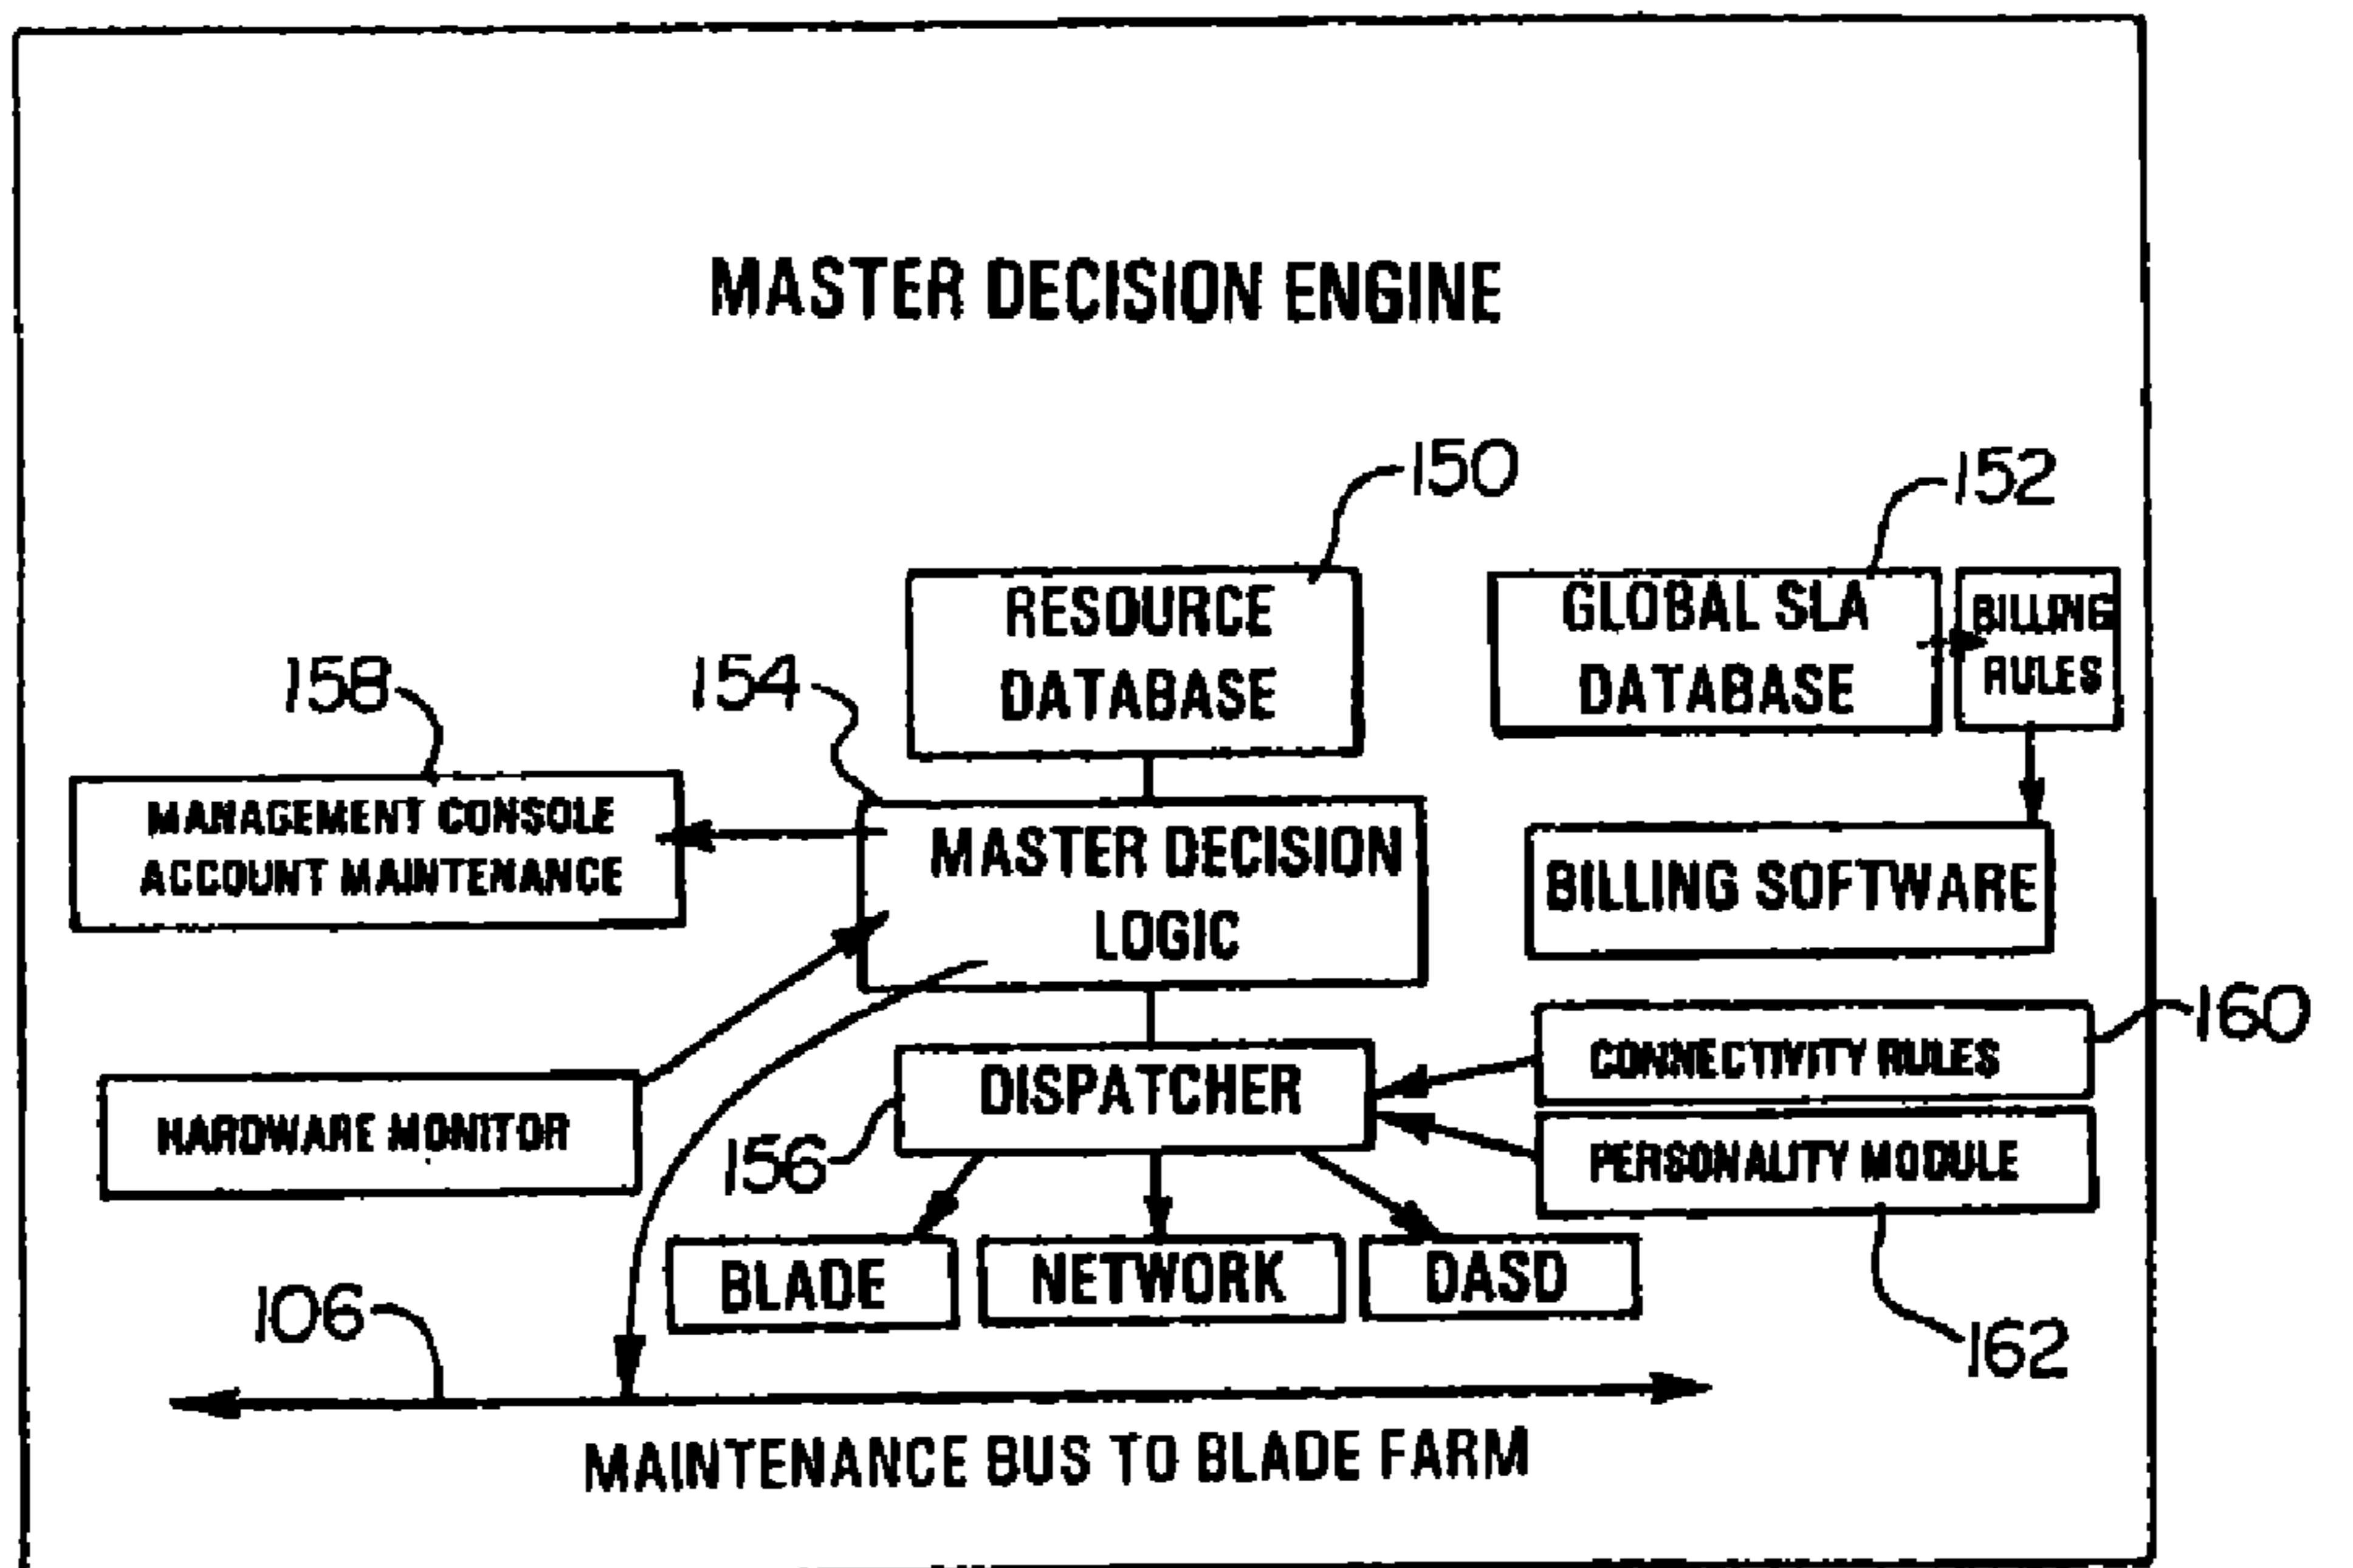 MASTER DECISION ENGINE
150
152
RESOURCE
DATABASE
GLOBAL SLA
DATABASE
BILLING
RULES
158
154
MANAGEMENT CONSOLE
ACCOUNT MAINTENANCE
MASTER DECISION
LOGIC
BILLING SOFTWARE
160
CONNECTIVITY RULES
DISPATCHER
HARDWARE MONITOR
156
PERSONALITY MODULE
BLADE
NETWORK
DASD
106
162
MAINTENANCE BUS TO BLADE FARM